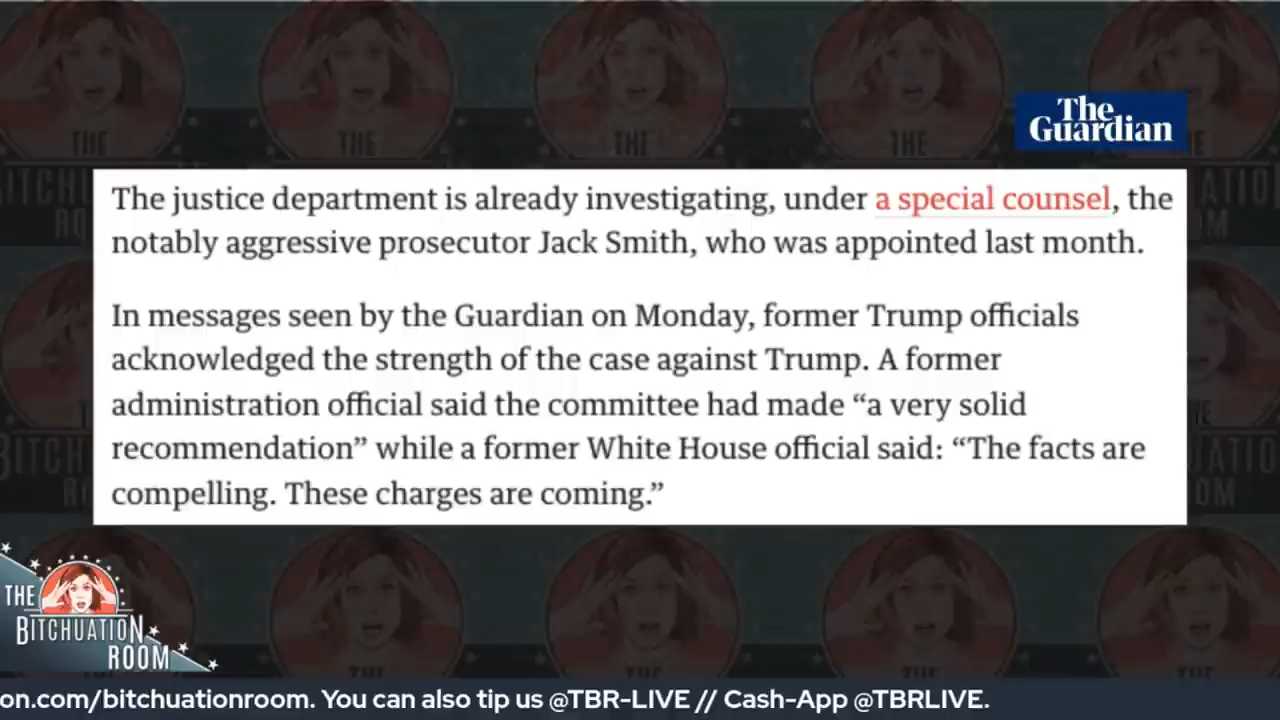 The
Guardian
The justice department is already investigating, under a special counsel, the
notably aggressive prosecutor Jack Smith, who was appointed last month.
In messages seen by the Guardian on Monday, former Trump officials
acknowledged the strength of the case against Trump. A former
administration official said the committee had made “a very solid
recommendation” while a former White House official said: “The facts are
compelling. These charges are coming.”
THE
BITCHUATION
ROOM
on.com/bitchuationroom. You can also tip us @TBR-LIVE // Cash-App @TBRLIVE.